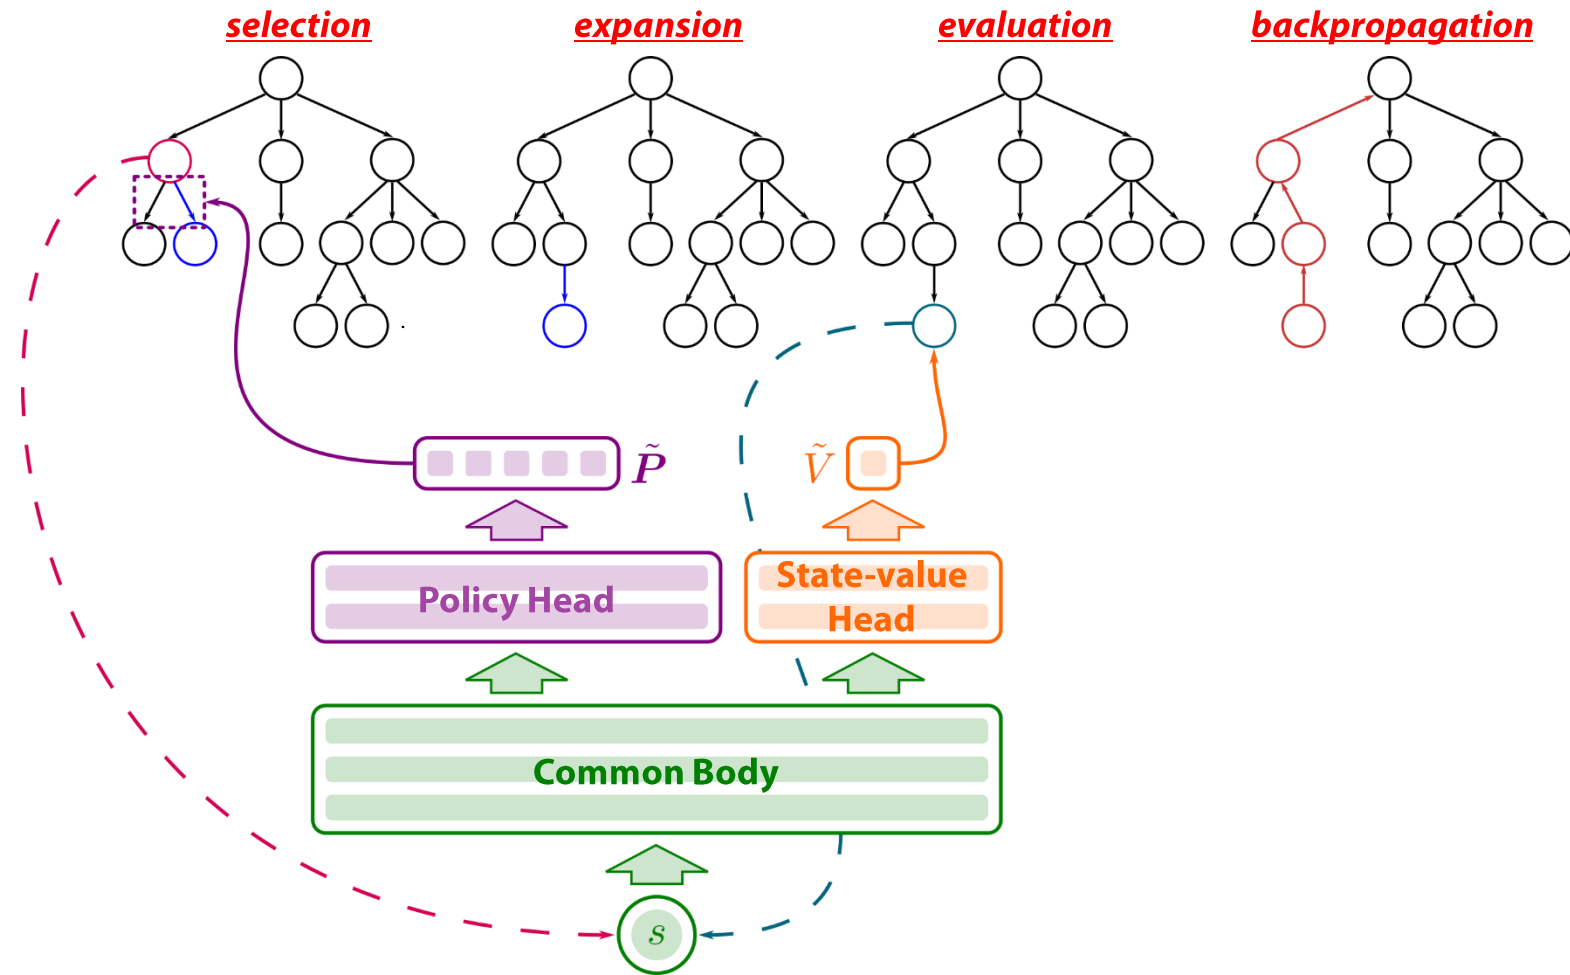 selection
expansion
evaluation
backpropagation
P̃
Ṽ
Policy Head
State-value
Head
Common Body
s